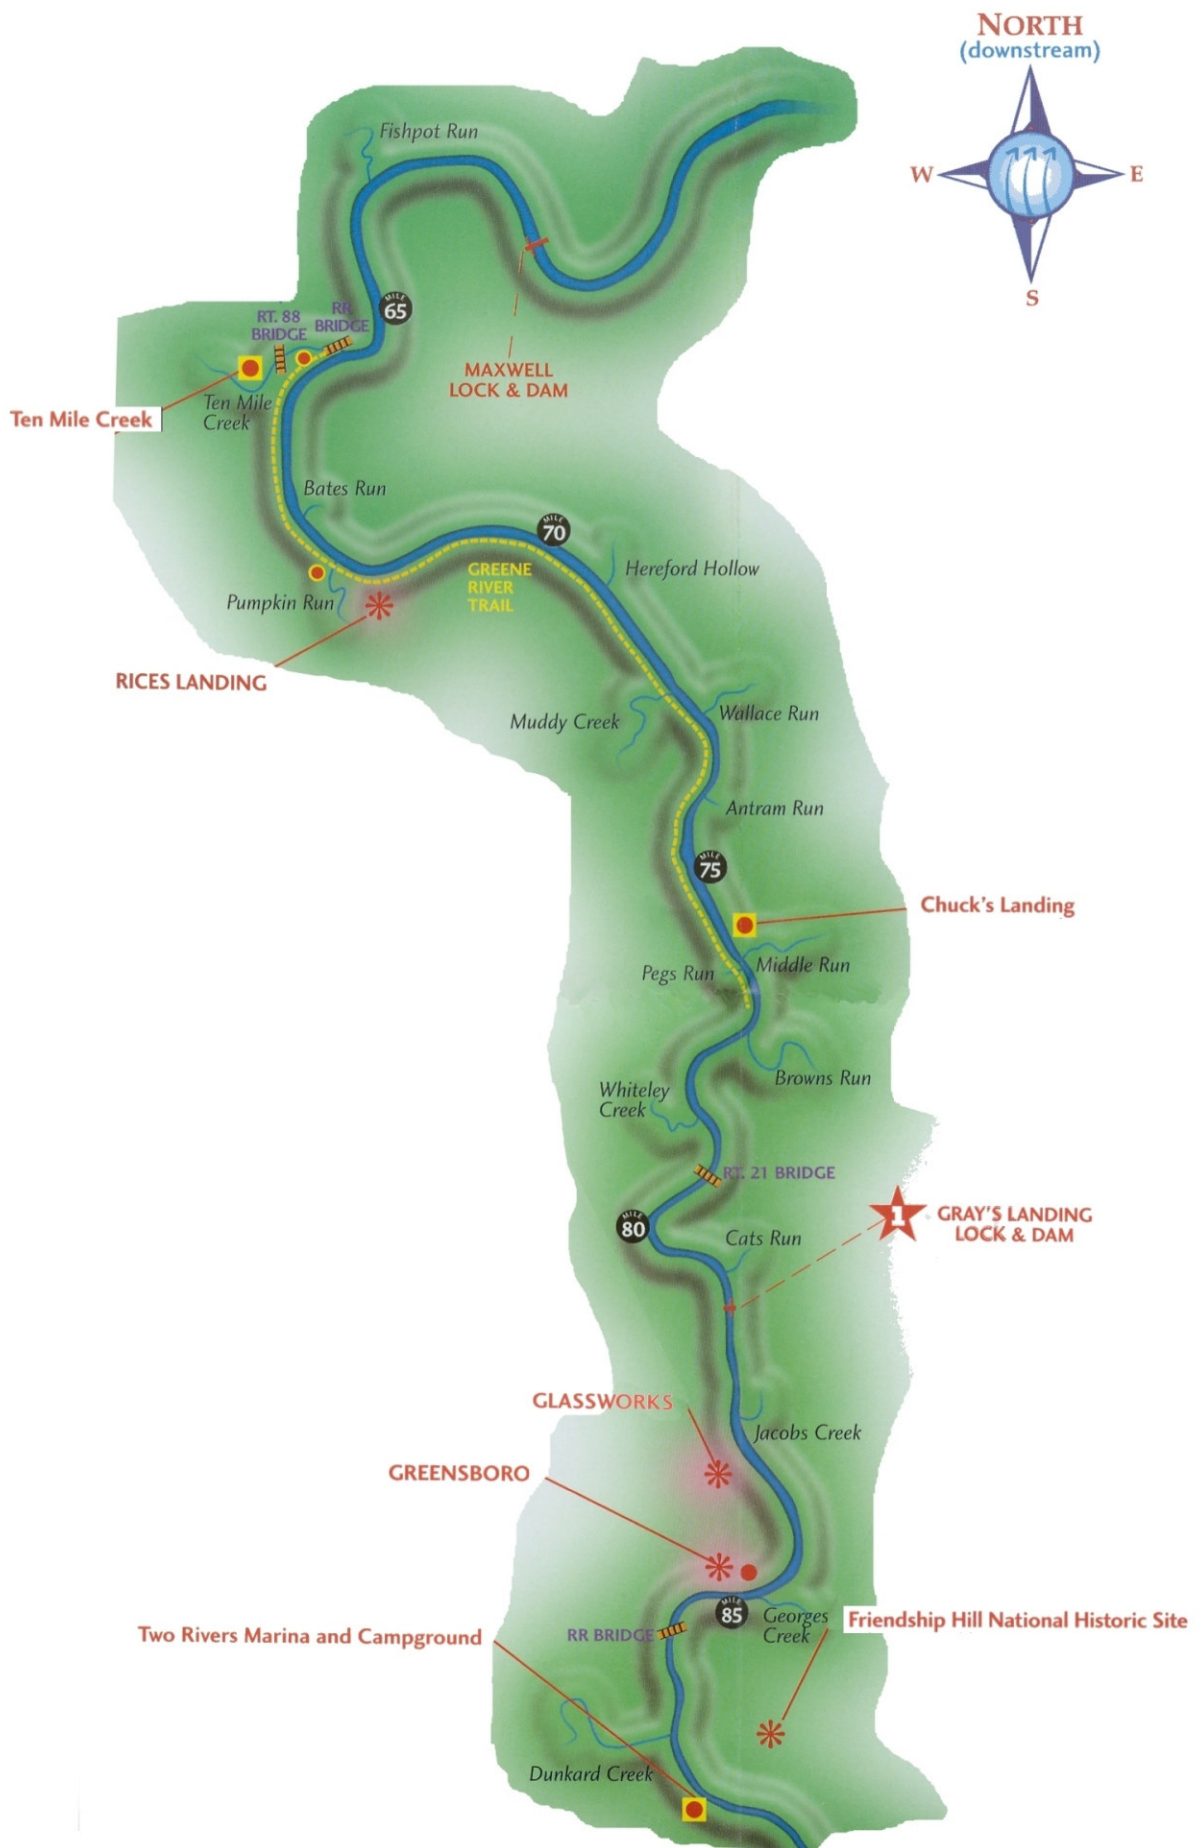 NORTH
(downstream)
W
E
S
Fishpot Run
MILE
65
RT. 88
BRIDGE
RR
BRIDGE
MAXWELL
LOCK & DAM
Ten Mile Creek
Ten Mile
Creek
Bates Run
MILE
70
GREENE
RIVER
TRAIL
Hereford Hollow
Pumpkin Run
RICES LANDING
Muddy Creek
Wallace Run
Antram Run
MILE
75
Chuck's Landing
Pegs Run
Middle Run
Browns Run
Whiteley
Creek
RT. 21 BRIDGE
MILE
80
Cats Run
1
GRAY'S LANDING
LOCK & DAM
GLASSWORKS
Jacobs Creek
GREENSBORO
MILE
85
Georges
Creek
Friendship Hill National Historic Site
RR BRIDGE
Two Rivers Marina and Campground
Dunkard Creek